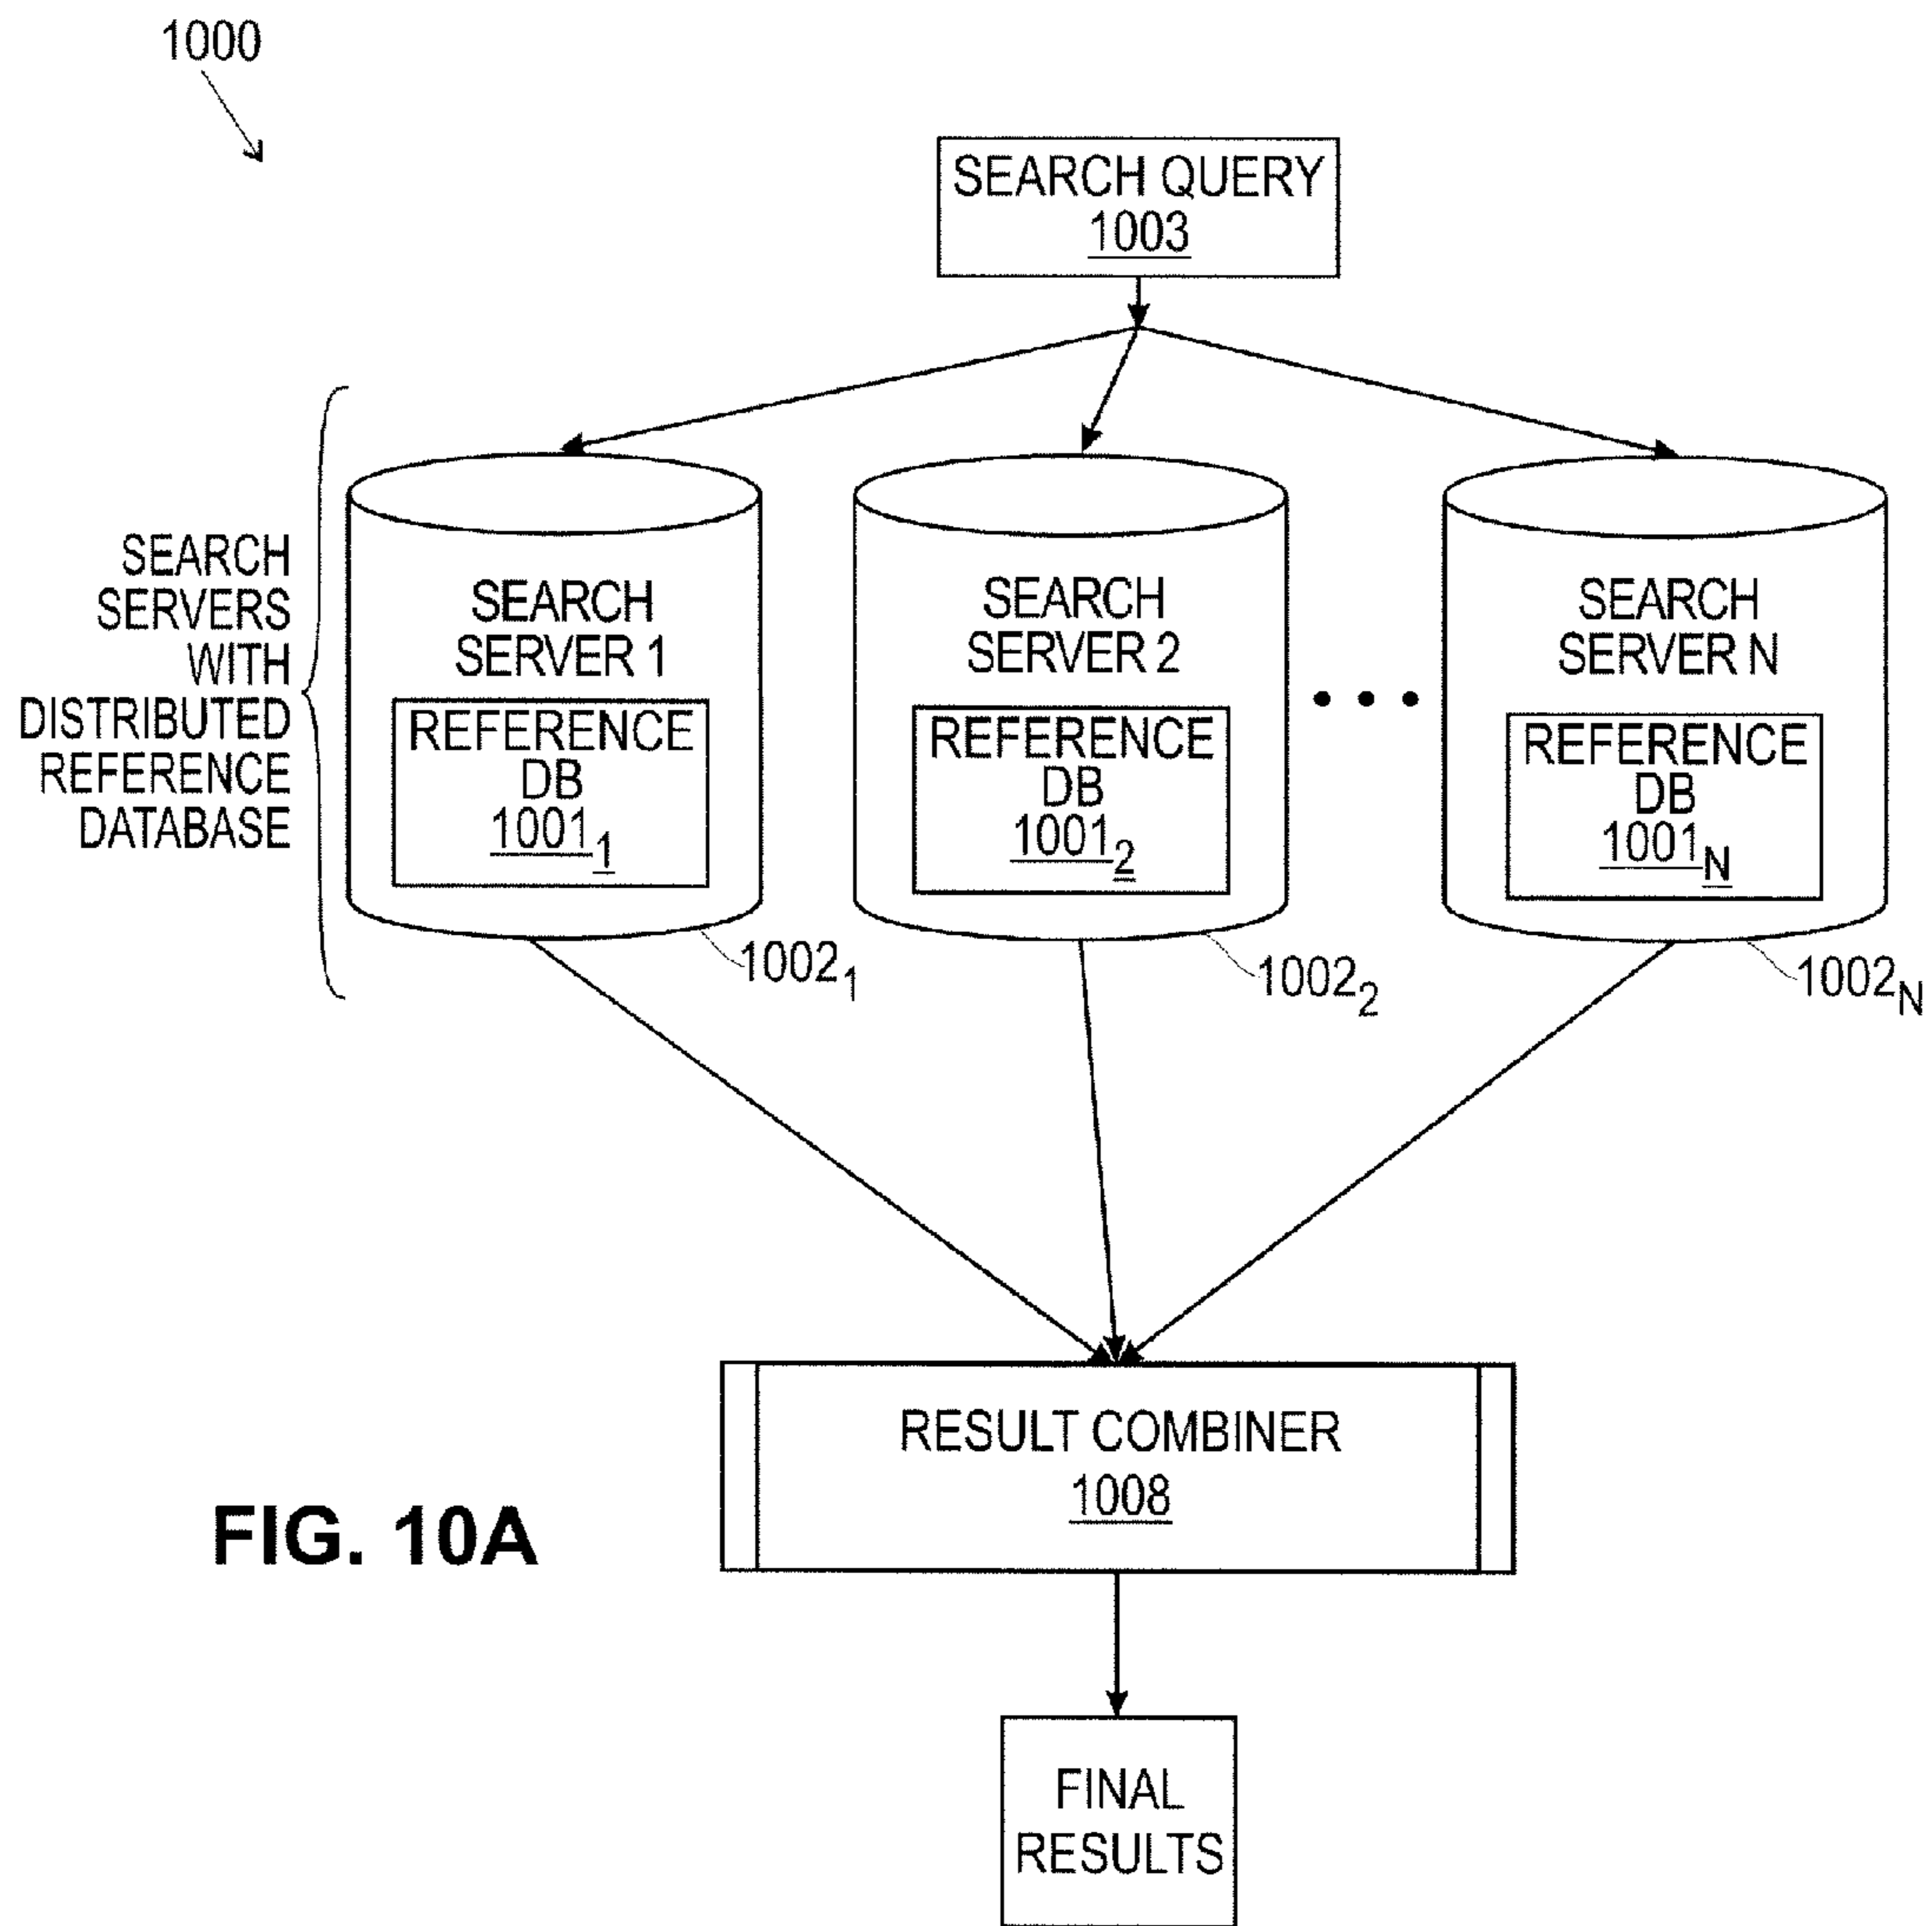 1000
SEARCH QUERY
1003
SEARCH
SERVERS
WITH
DISTRIBUTED
REFERENCE
DATABASE
SEARCH
SERVER 1
REFERENCE
DB
1001₁
1002₁
SEARCH
SERVER 2
REFERENCE
DB
1001₂
1002₂
• • •
SEARCH
SERVER N
REFERENCE
DB
1001N
1002N
RESULT COMBINER
1008
FIG. 10A
FINAL
RESULTS